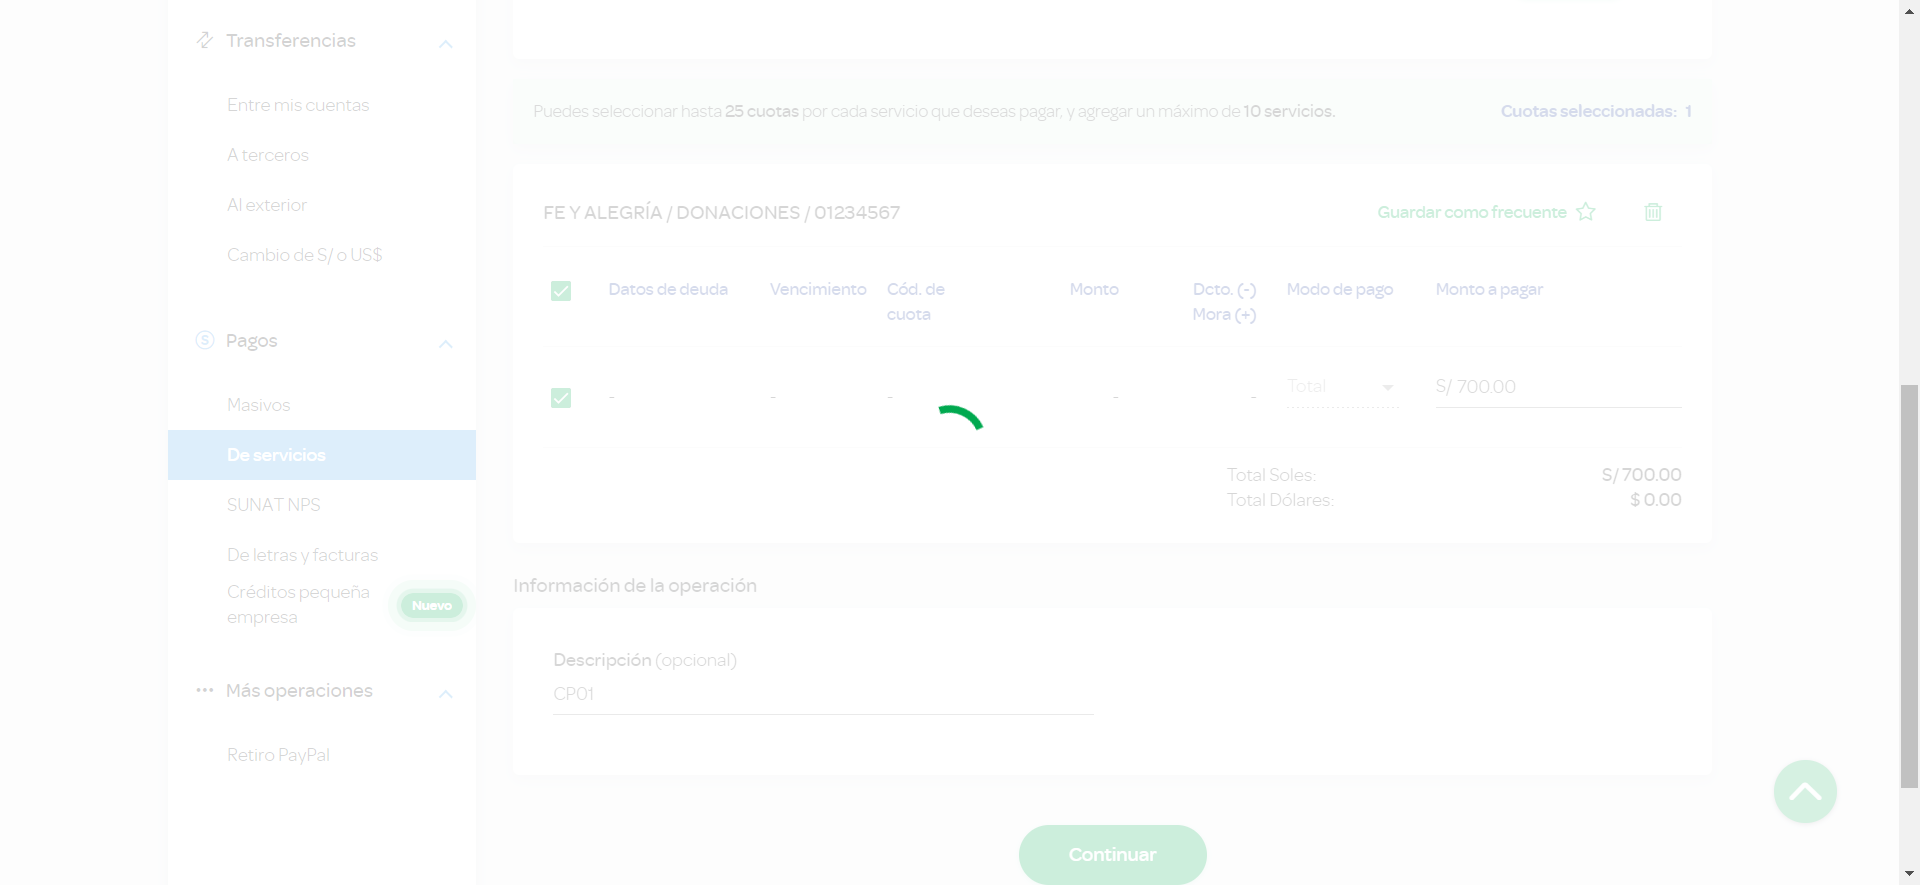 Transferencias
Entre mis cuentas
A terceros
Al exterior
Cambio de S/ o US$
Pagos
Masivos
De servicios
SUNAT NPS
De letras y facturas
Créditos pequeña
empresa
Nuevo
Más operaciones
Retiro PayPal
Puedes seleccionar hasta 25 cuotas por cada servicio que deseas pagar, y agregar un máximo de 10 servicios.
Cuotas seleccionadas: 1
FE Y ALEGRÍA / DONACIONES / 01234567
Guardar como frecuente
Datos de deuda Vencimiento Cód. de Monto Dcto. (-) Modo de pago Monto a pagar
cuota Mora (+)
- - - - - Total S/ 700.00
Total Soles: S/ 700.00
Total Dólares: $ 0.00
Información de la operación
Descripción (opcional)
CP01
Continuar